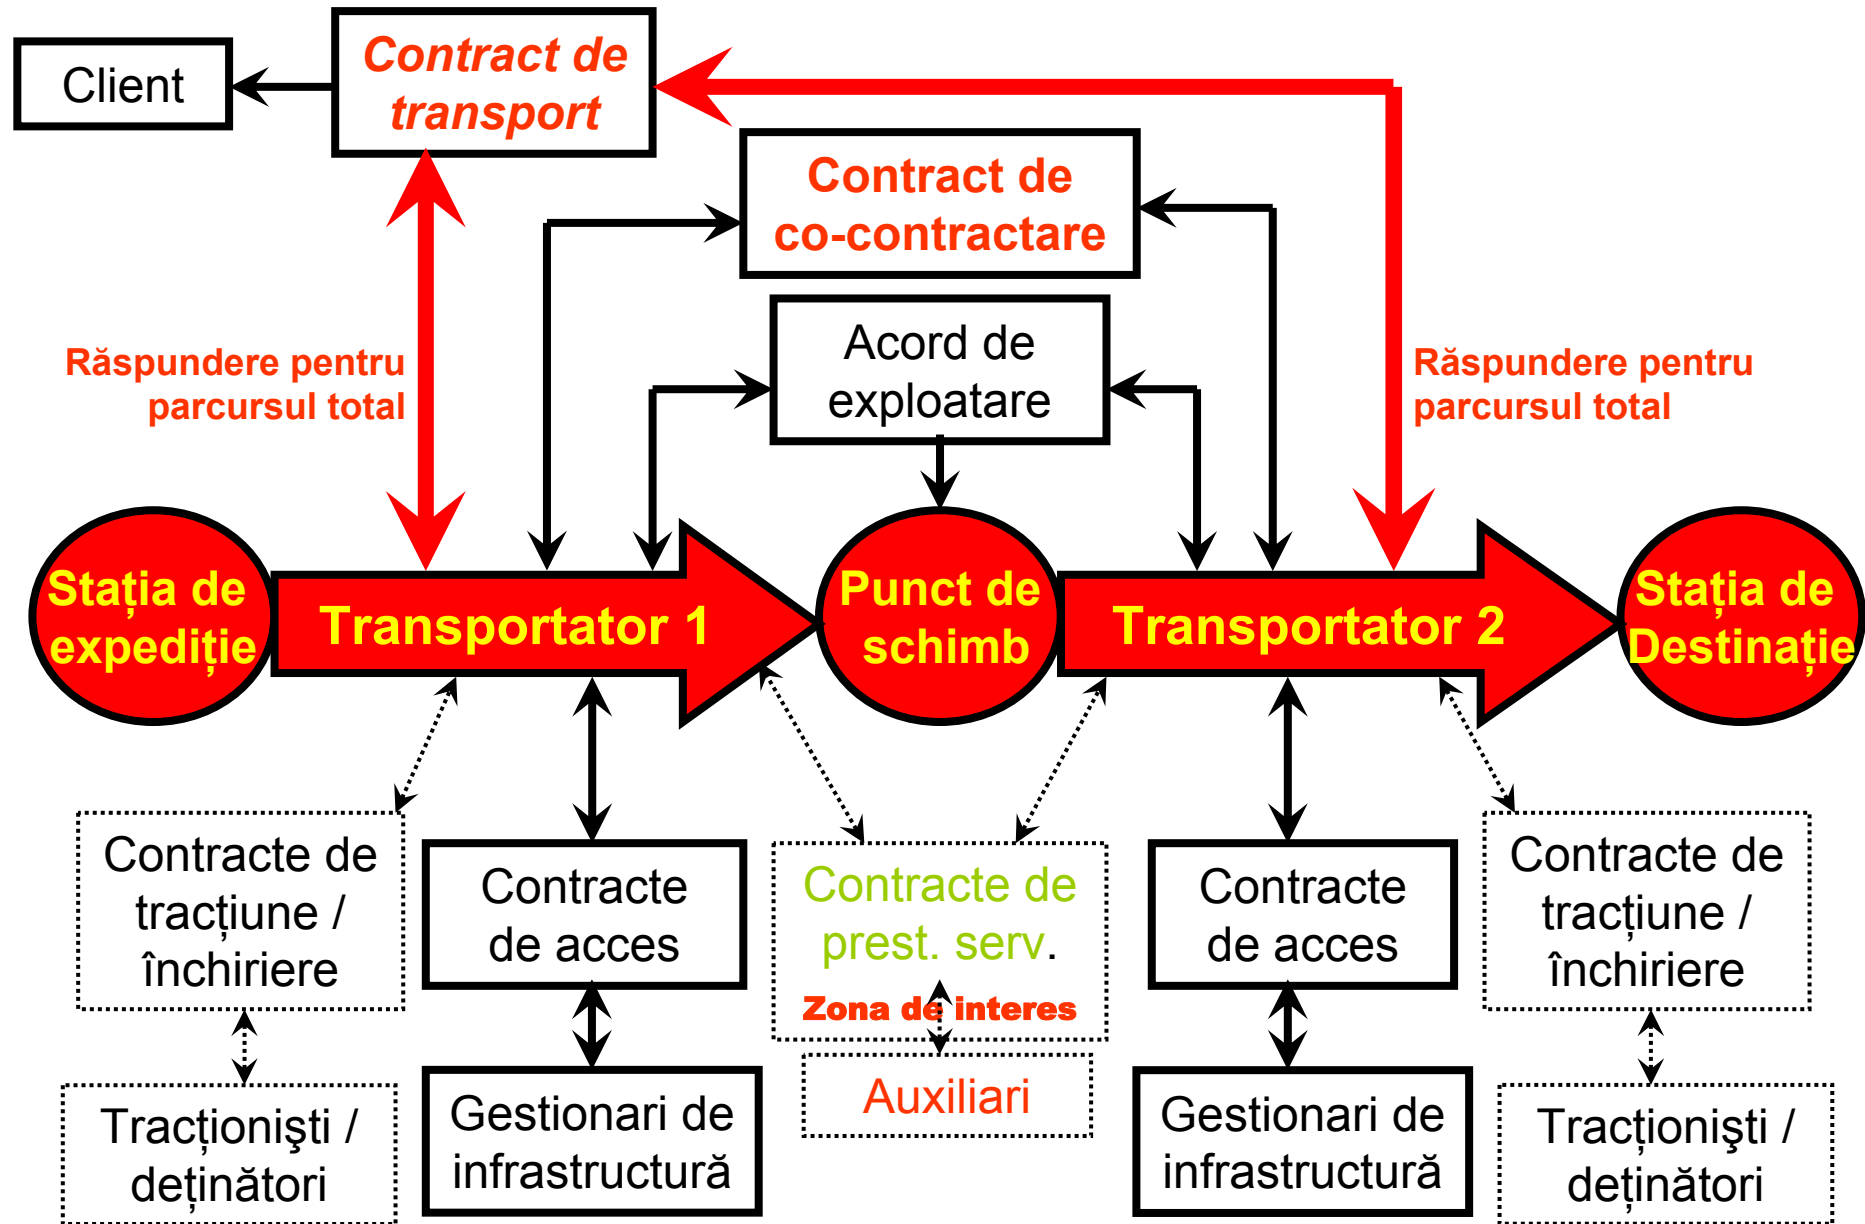 Client
Contract de
transport
Contract de
co-contractare
Acord de
exploatare
Răspundere pentru
parcursul total
Răspundere pentru
parcursul total
Stația de
expediție
Transportator 1
Punct de
schimb
Transportator 2
Stația de
Destinație
Contracte de
tracțiune /
închiriere
Contracte
de acces
Contracte de
prest. serv.
Zona de interes
Contracte
de acces
Contracte de
tracțiune /
închiriere
Tracționişti /
deținători
Gestionari de
infrastructură
Auxiliari
Gestionari de
infrastructură
Tracționişti /
deținători